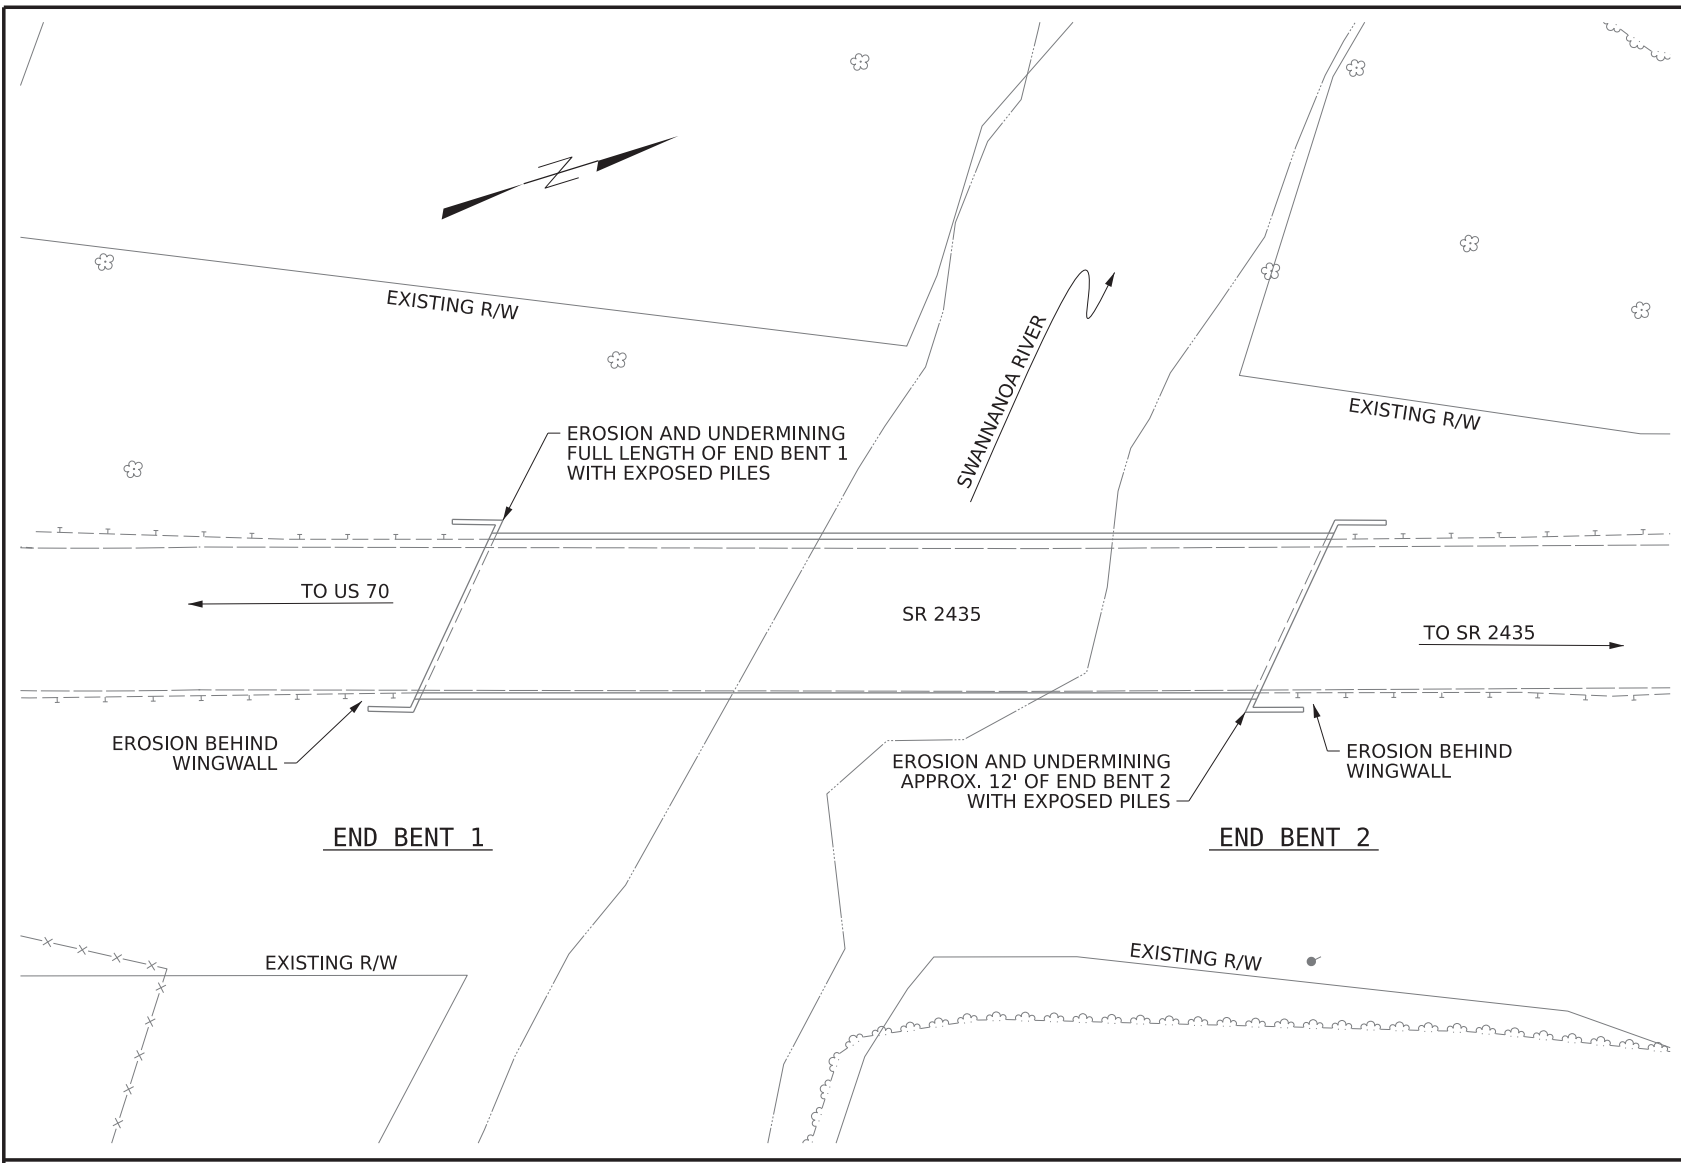 EXISTING R/W
SWANNANOA RIVER
EXISTING R/W
EROSION AND UNDERMINING
FULL LENGTH OF END BENT 1
WITH EXPOSED PILES
TO US 70
SR 2435
TO SR 2435
EROSION BEHIND
WINGWALL
EROSION AND UNDERMINING
APPROX. 12' OF END BENT 2
WITH EXPOSED PILES
EROSION BEHIND
WINGWALL
END BENT 1
END BENT 2
EXISTING R/W
EXISTING R/W